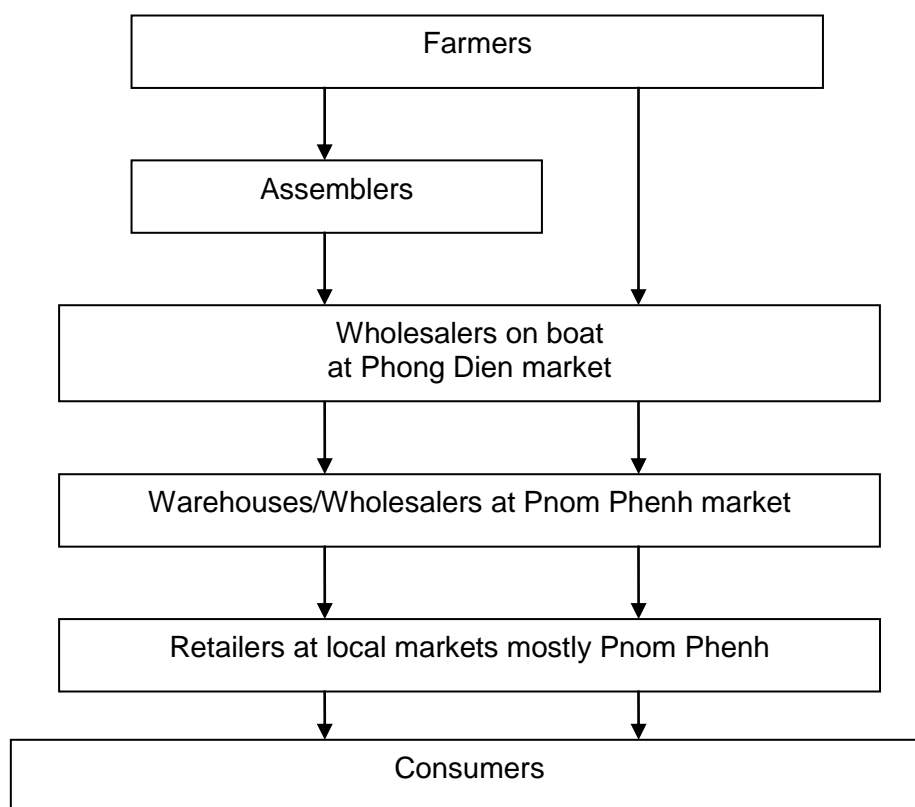 Farmers
Assemblers
Wholesalers on boat
at Phong Dien market
Warehouses/Wholesalers at Pnom Phenh market
Retailers at local markets mostly Pnom Phenh
Consumers